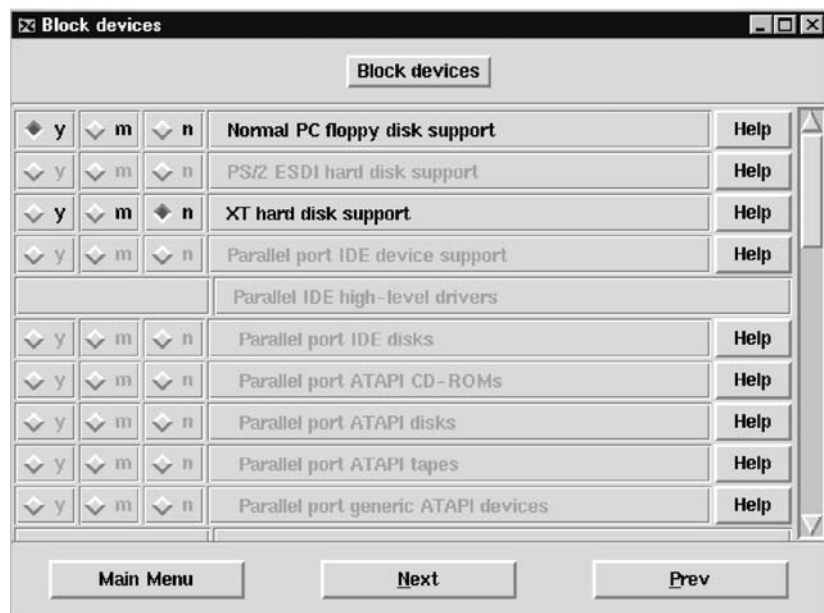 Block devices
Block devices
y m n Normal PC floppy disk support Help
y m n PS/2 ESDI hard disk support Help
y m n XT hard disk support Help
y m n Parallel port IDE device support Help
Parallel IDE high-level drivers
y m n Parallel port IDE disks Help
y m n Parallel port ATAPI CD-ROMs Help
y m n Parallel port ATAPI disks Help
y m n Parallel port ATAPI tapes Help
y m n Parallel port generic ATAPI devices Help
Main Menu Next Prev